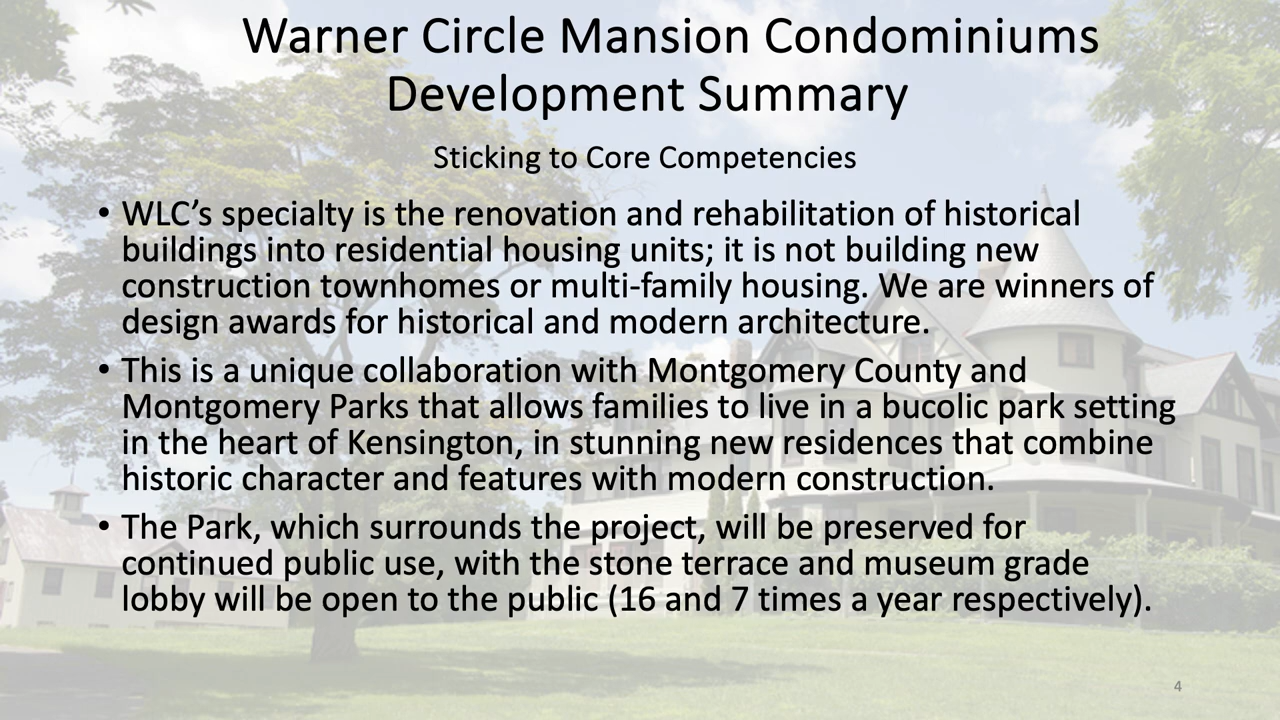 Warner Circle Mansion Condominiums
Development Summary
Sticking to Core Competencies
• WLC’s specialty is the renovation and rehabilitation of historical
buildings into residential housing units; it is not building new
construction townhomes or multi-family housing. We are winners of
design awards for historical and modern architecture.
• This is a unique collaboration with Montgomery County and
Montgomery Parks that allows families to live in a bucolic park setting
in the heart of Kensington, in stunning new residences that combine
historic character and features with modern construction.
• The Park, which surrounds the project, will be preserved for
continued public use, with the stone terrace and museum grade
lobby will be open to the public (16 and 7 times a year respectively).
4